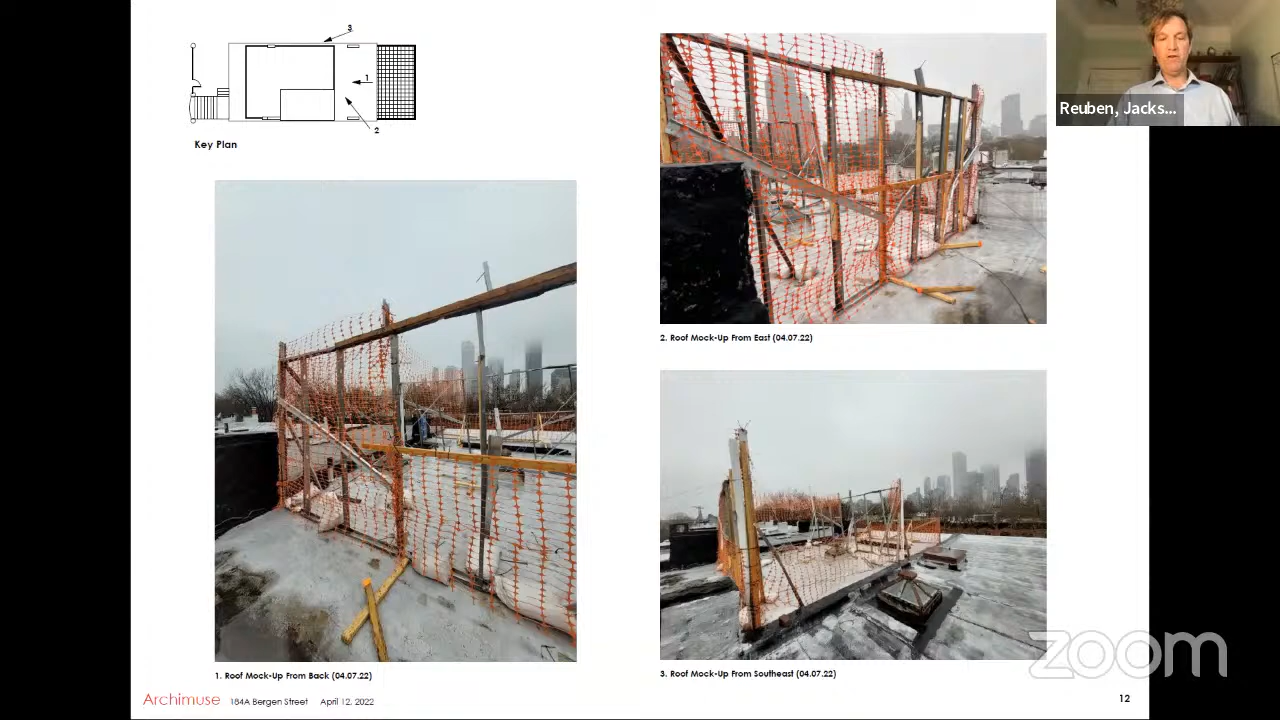 3
1
2
Key Plan
1. Roof Mock-Up From Back (04.07.22)
2. Roof Mock-Up From East (04.07.22)
3. Roof Mock-Up From Southeast (04.07.22)
Archimuse 184A Bergen Street April 12, 2022
12
Reuben, Jacks...
zoom